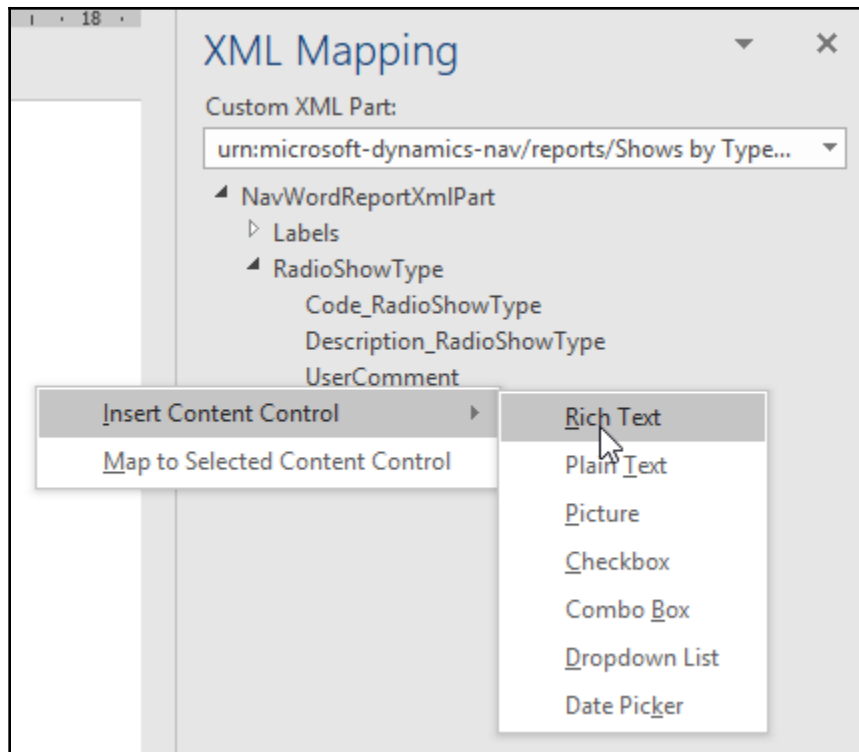 18
XML Mapping
Custom XML Part:
urn:microsoft-dynamics-nav/reports/Shows by Type...
NavWordReportXmlPart
Labels
RadioShowType
Code_RadioShowType
Description_RadioShowType
UserComment
Insert Content Control
Map to Selected Content Control
Rich Text
Plain Text
Picture
Checkbox
Combo Box
Dropdown List
Date Picker